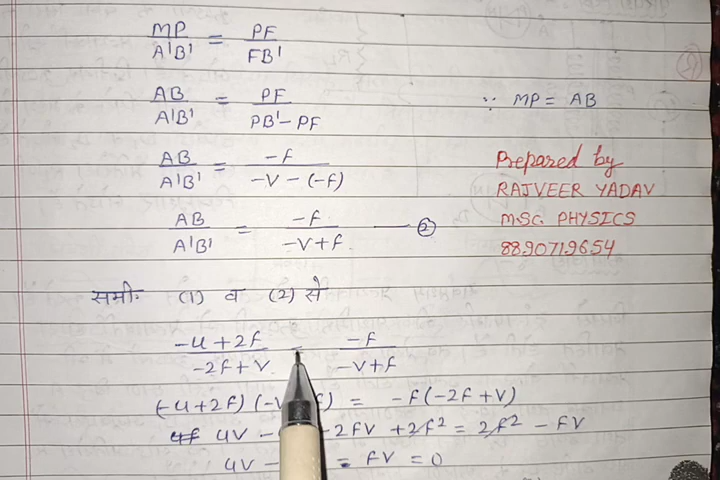 MP/A'B' = PF/FB'
AB/A'B' = PF/PB'-PF ∵ MP = AB
AB/A'B' = -f/-v-(-f)
AB/A'B' = -f/-v+f —— ②
Prepared by
RAJVEER YADAV
M.SC. PHYSICS
8890719654
समीः (1) व (2) से
-u+2f/-2f+v = -f/-v+f
(-u+2f)(-v f) = -f(-2f+v)
uv - -2fv +2f² = 2f² - fv
uv - = fv = 0